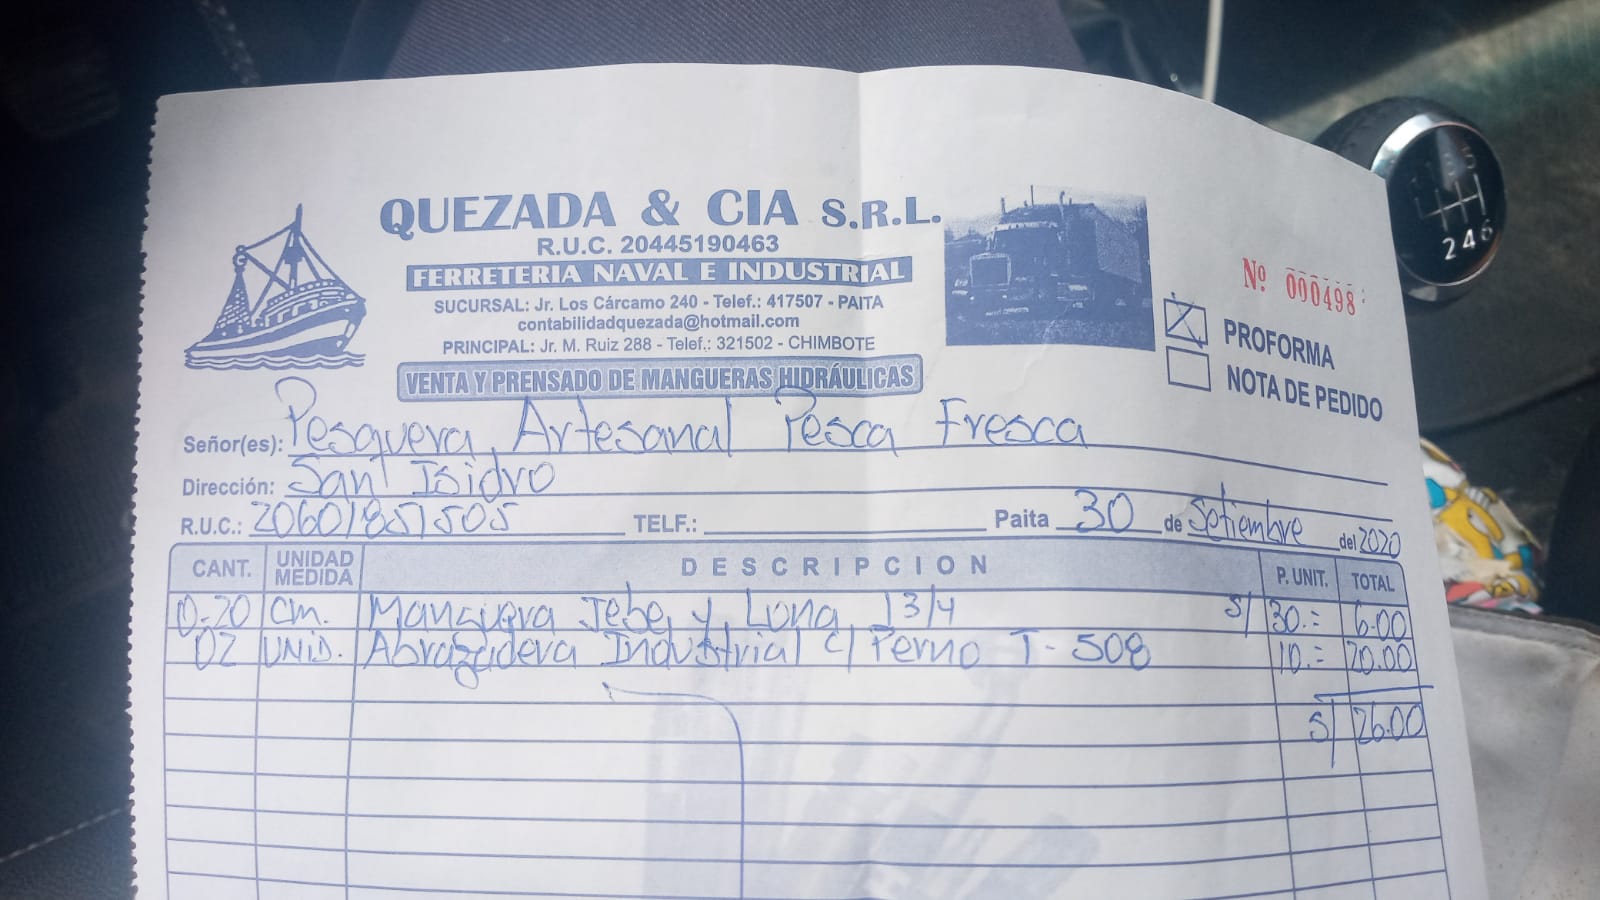 QUEZADA & CIA S.R.L.
R.U.C. 20445190463
FERRETERIA NAVAL E INDUSTRIAL
SUCURSAL: Jr. Los Cárcamo 240 - Telef.: 417507 - PAITA
contabilidadquezada@hotmail.com
PRINCIPAL: Jr. M. Ruiz 288 - Telef.: 321502 - CHIMBOTE
VENTA Y PRENSADO DE MANGUERAS HIDRÁULICAS
Nº 000498
PROFORMA
NOTA DE PEDIDO
Señor(es): Pesquera Artesanal Pesca Fresca
Dirección: San Isidro
R.U.C.: 20601851505 TELF.: Paita 30 de Setiembre del 2020
CANT. UNIDAD MEDIDA DESCRIPCION P. UNIT. TOTAL
0.20 cm. Manguera Jebe y Lona 13/4 S/ 30.= 6.00
02 UNID. Abrazadera Industrial c/ Perno T-508 10.= 20.00
S/ 26.00
2 4 6